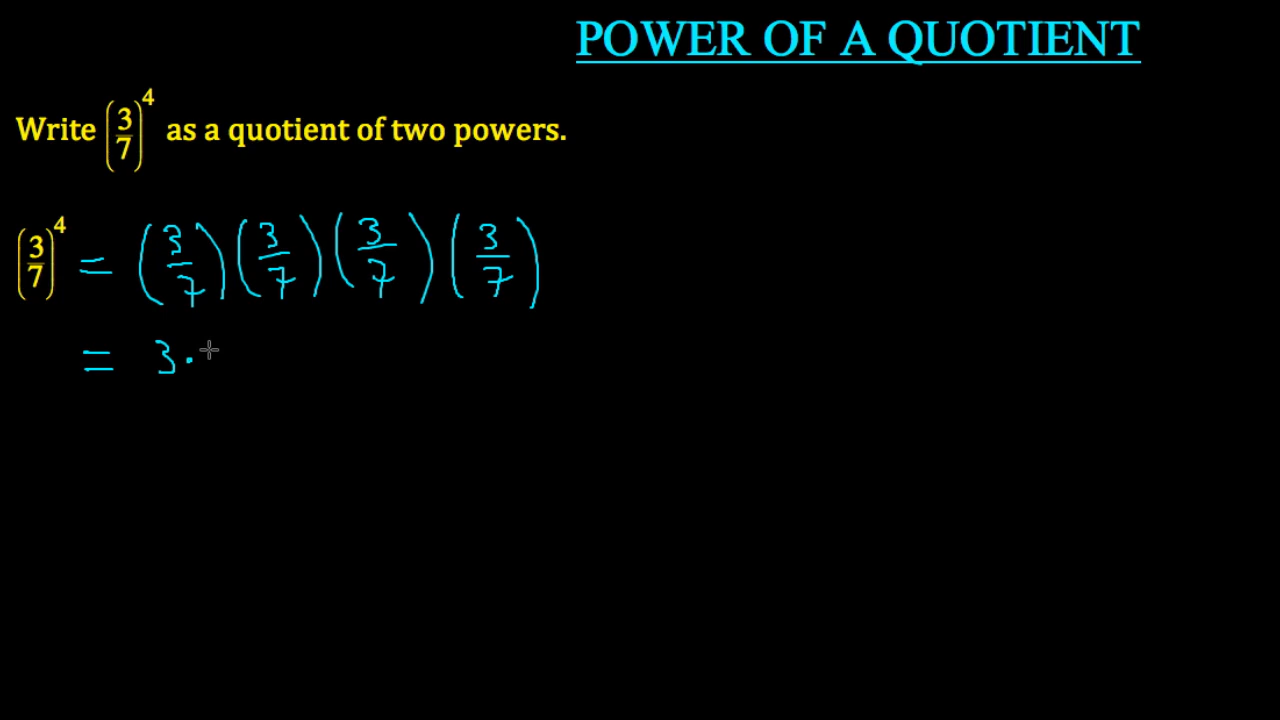 POWER OF A QUOTIENT
Write (3/7)^4 as a quotient of two powers.
(3/7)^4 = (3/7)(3/7)(3/7)(3/7)
= 3·